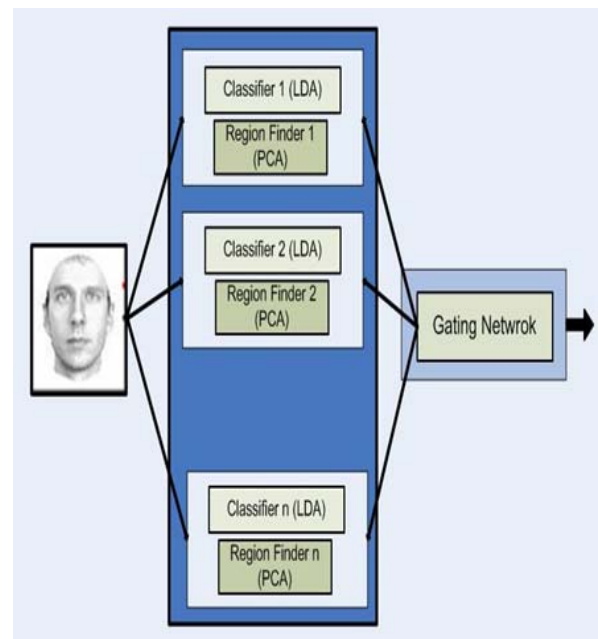 Classifier 1 (LDA)
Region Finder 1
(PCA)
Classifier 2 (LDA)
Region Finder 2
(PCA)
Gating Netwrok
Classifier n (LDA)
Region Finder n
(PCA)